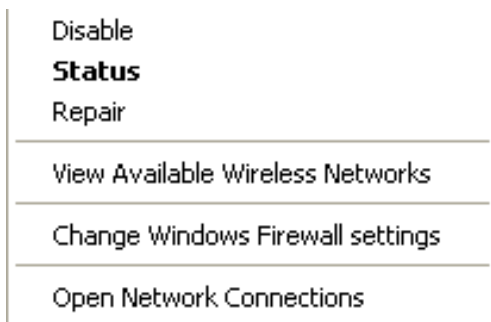 Disable
Status
Repair
View Available Wireless Networks
Change Windows Firewall settings
Open Network Connections